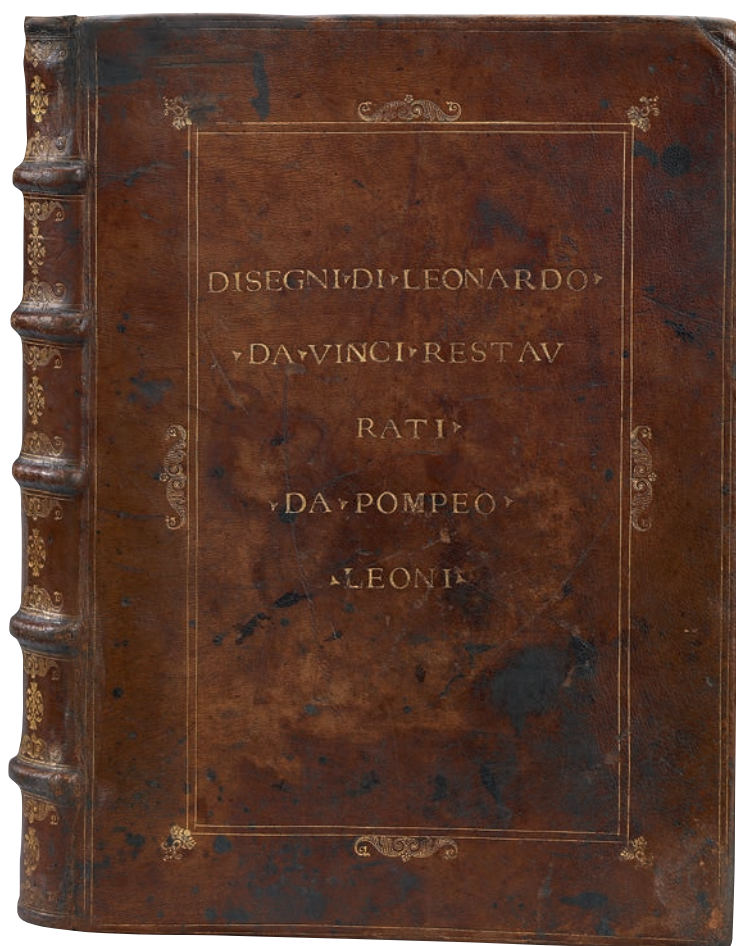 DISEGNI▾DI▾LEONARDO▾
▾DA▾VINCI▾RESTAV
RATI▾
▾DA▾POMPEO▾
▾LEONI▾